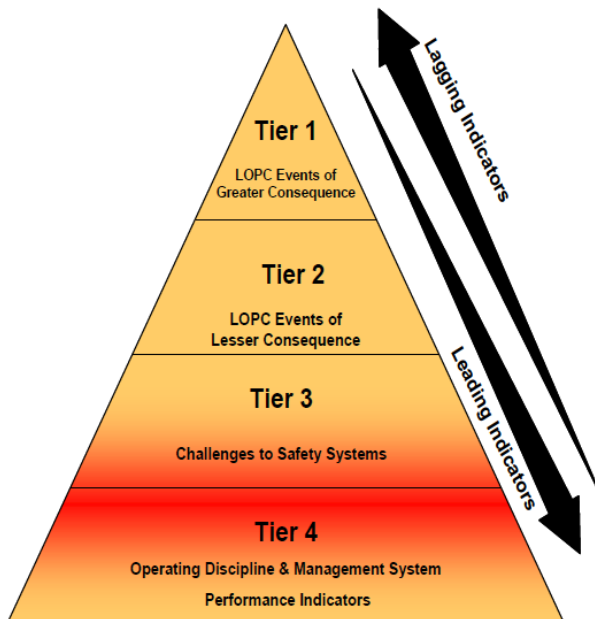 Tier 1
LOPC Events of
Greater Consequence
Tier 2
LOPC Events of
Lesser Consequence
Tier 3
Challenges to Safety Systems
Tier 4
Operating Discipline & Management System
Performance Indicators
Lagging Indicators
Leading Indicators